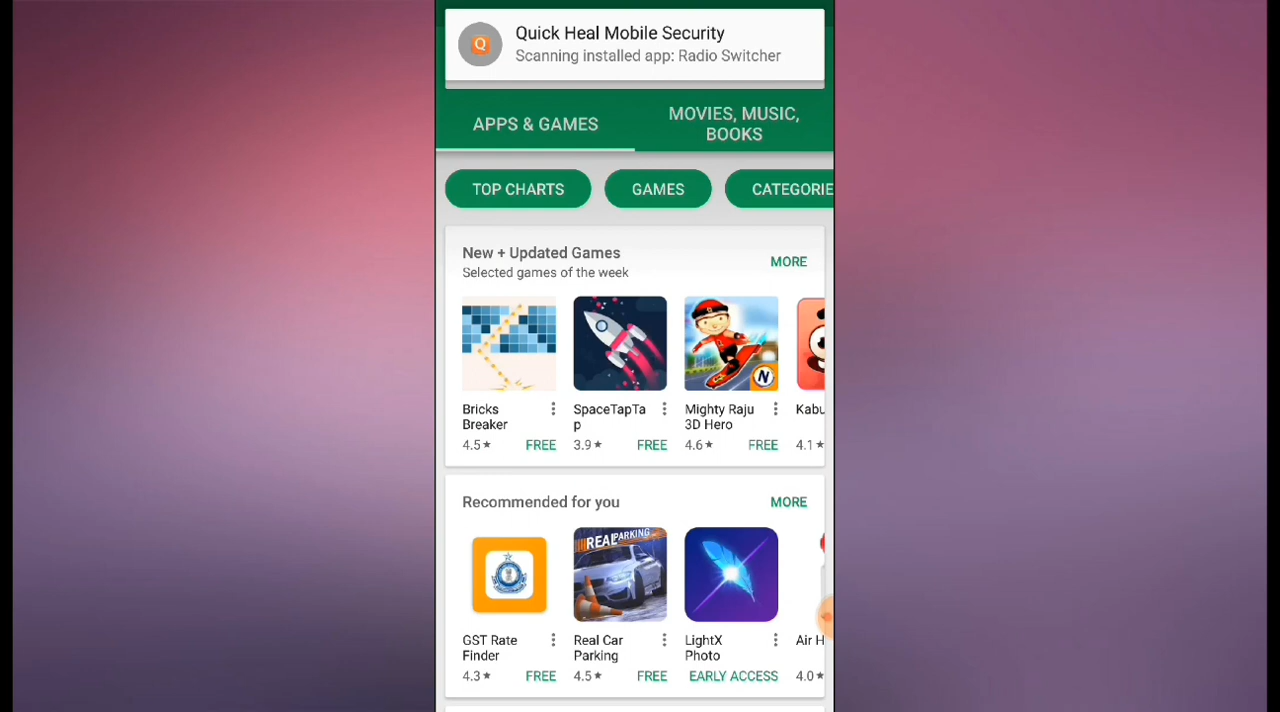 Quick Heal Mobile Security
Scanning installed app: Radio Switcher
APPS & GAMES
MOVIES, MUSIC,
BOOKS
TOP CHARTS
GAMES
CATEGORIE
New + Updated Games
Selected games of the week
MORE
Bricks
Breaker
4.5★
FREE
SpaceTapTa
p
3.9★
FREE
Mighty Raju
3D Hero
4.6★
FREE
Kabu
4.1★
Recommended for you
MORE
REAL PARKING
GST Rate
Finder
4.3★
FREE
Real Car
Parking
4.5★
FREE
LightX
Photo
EARLY ACCESS
Air H
4.0★